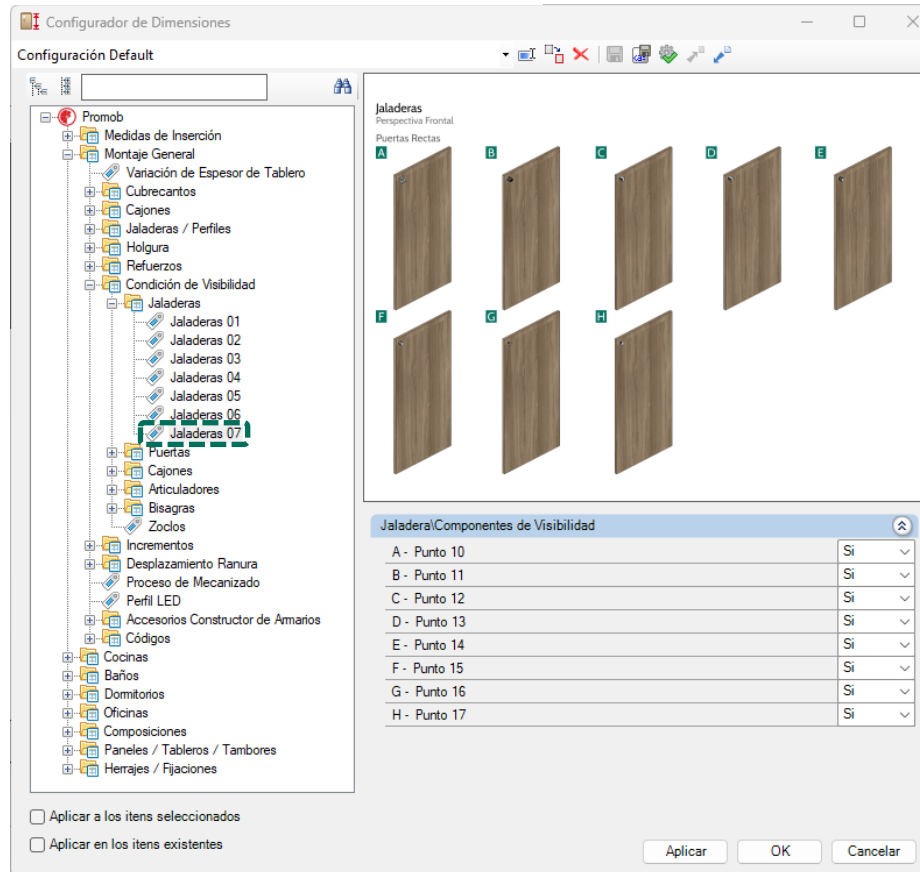 Configurador de Dimensiones
Configuración Default
Promob
Medidas de Inserción
Montaje General
Variación de Espesor de Tablero
Cubrecantos
Cajones
Jaladeras / Perfiles
Holgura
Refuerzos
Condición de Visibilidad
Jaladeras
Jaladeras 01
Jaladeras 02
Jaladeras 03
Jaladeras 04
Jaladeras 05
Jaladeras 06
Jaladeras 07
Puertas
Cajones
Articuladores
Bisagras
Zoclos
Incrementos
Desplazamiento Ranura
Proceso de Mecanizado
Perfil LED
Accesorios Constructor de Armarios
Códigos
Cocinas
Baños
Dormitorios
Oficinas
Composiciones
Paneles / Tableros / Tambores
Herrajes / Fijaciones
Jaladeras
Perspectiva Frontal
Puertas Rectas
A B C D E
F G H
Jaladera\Componentes de Visibilidad
A - Punto 10 Si
B - Punto 11 Si
C - Punto 12 Si
D - Punto 13 Si
E - Punto 14 Si
F - Punto 15 Si
G - Punto 16 Si
H - Punto 17 Si
Aplicar a los itens seleccionados
Aplicar en los itens existentes
Aplicar OK Cancelar